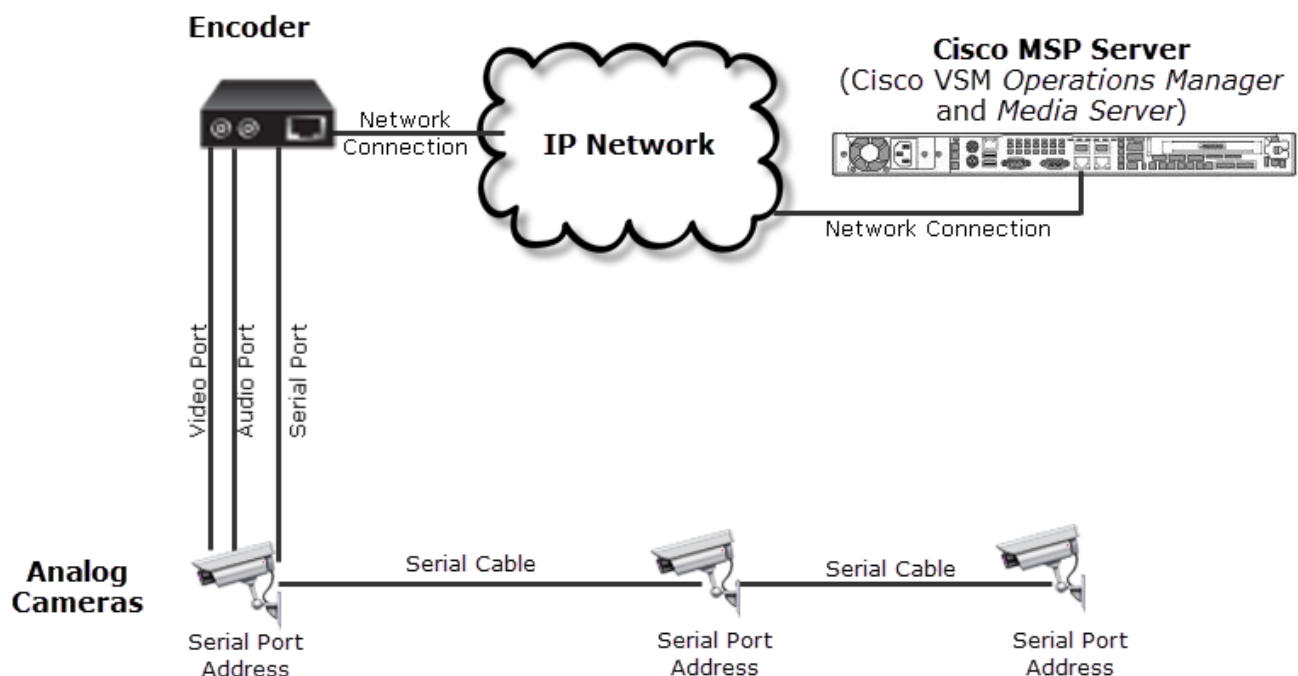 Encoder
Cisco MSP Server
(Cisco VSM Operations Manager
and Media Server)
Network
Connection
IP Network
Network Connection
Video Port
Audio Port
Serial Port
Analog
Cameras
Serial Cable
Serial Cable
Serial Port
Address
Serial Port
Address
Serial Port
Address